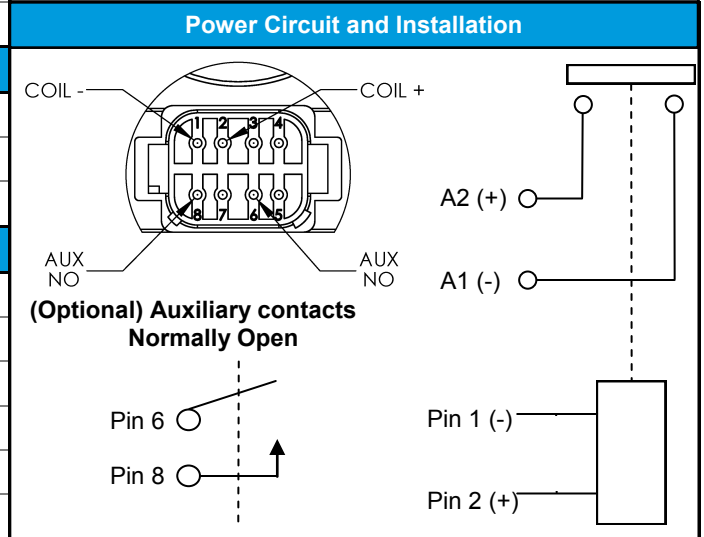 Power Circuit and Installation
COIL -
COIL +
1 2 3 4
8 7 6 5
AUX
NO
AUX
NO
(Optional) Auxiliary contacts
Normally Open
Pin 6
Pin 8
A2 (+)
A1 (-)
Pin 1 (-)
Pin 2 (+)